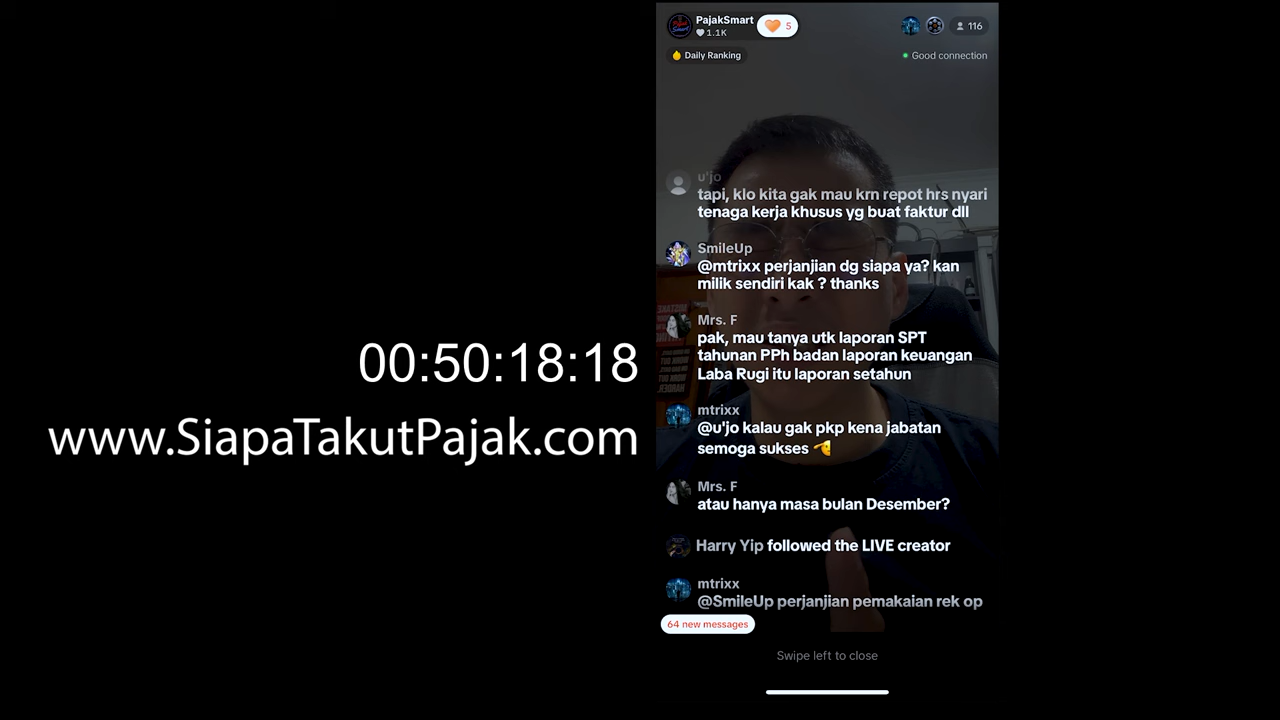 PajakSmart
1.1K
5
116
Daily Ranking
Good connection
u'jo
tapi, klo kita gak mau krn repot hrs nyari
tenaga kerja khusus yg buat faktur dll
SmileUp
@mtrixx perjanjian dg siapa ya? kan
milik sendiri kak ? thanks
Mrs. F
pak, mau tanya utk laporan SPT
tahunan PPh badan laporan keuangan
Laba Rugi itu laporan setahun
mtrixx
@u'jo kalau gak pkp kena jabatan
semoga sukses 🫡
Mrs. F
atau hanya masa bulan Desember?
Harry Yip followed the LIVE creator
mtrixx
@SmileUp perjanjian pemakaian rek op
64 new messages
Swipe left to close
00:50:18:18
www.SiapaTakutPajak.com